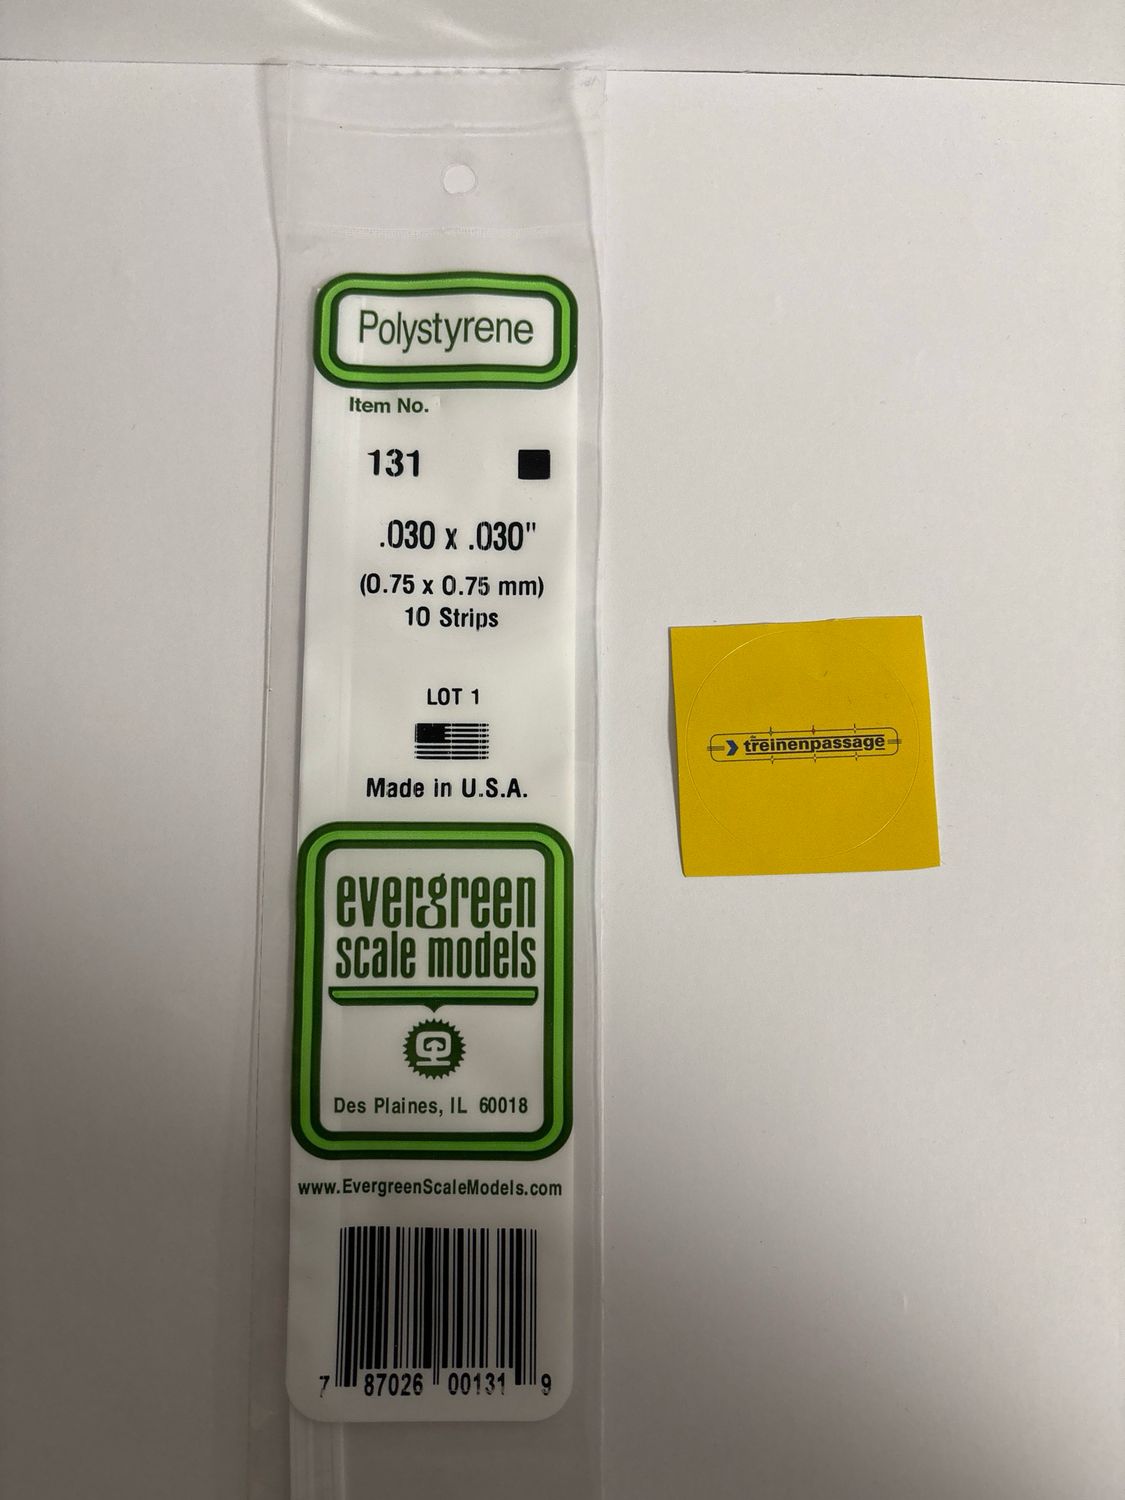 Polystyrene
Item No.
131
.030 x .030"
(0.75 x 0.75 mm)
10 Strips
LOT 1
Made in U.S.A.
evergreen
scale models
Des Plaines, IL 60018
www.EvergreenScaleModels.com
7 87026 00131 9
de
treinenpassage